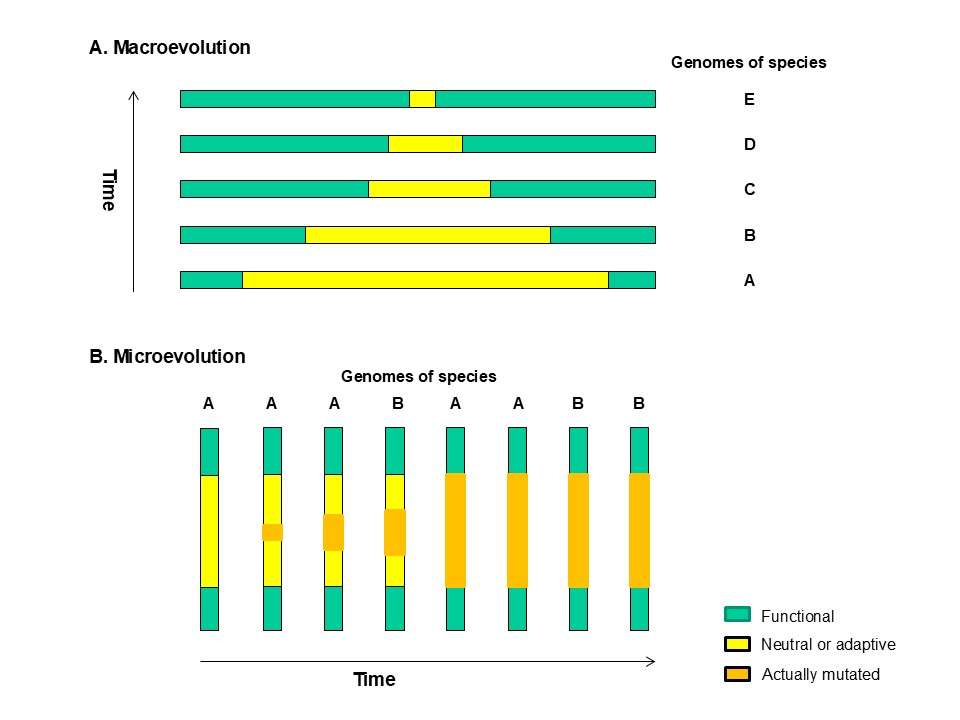 A. Macroevolution
Genomes of species
E
D
C
B
A
Time
B. Microevolution
Genomes of species
A A A B A A B B
Time
Functional
Neutral or adaptive
Actually mutated